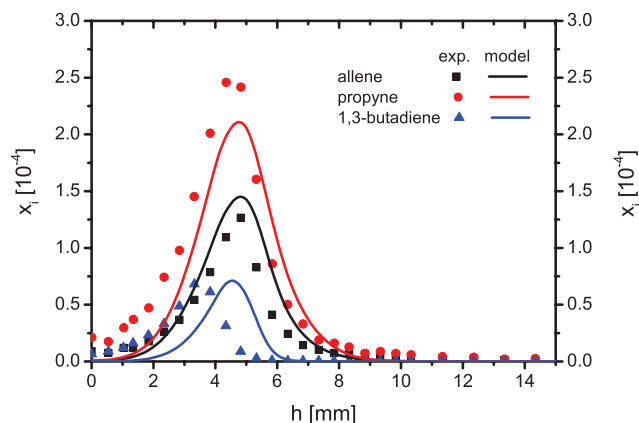 3.0 3.0
exp. model
allene
2.5 propyne 2.5
1,3-butadiene
2.0 2.0
x_i [10^-4] 1.5 1.5 x_i [10^-4]
1.0 1.0
0.5 0.5
0.0 0.0
0 2 4 6 8 10 12 14
h [mm]